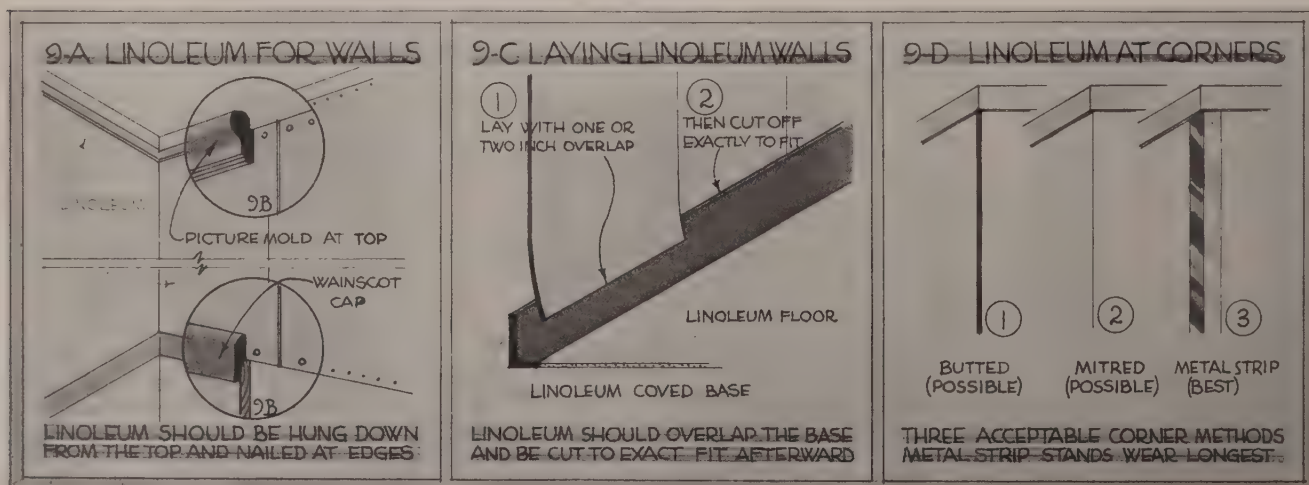 9-A LINOLEUM FOR WALLS
LINOLEUM
9B
PICTURE MOLD AT TOP
WAINSCOT
CAP
9B
LINOLEUM SHOULD BE HUNG DOWN
FROM THE TOP AND NAILED AT EDGES
9-C LAYING LINOLEUM WALLS
1
LAY WITH ONE OR
TWO INCH OVERLAP
2
THEN CUT OFF
EXACTLY TO FIT
LINOLEUM FLOOR
LINOLEUM COVED BASE
LINOLEUM SHOULD OVERLAP THE BASE
AND BE CUT TO EXACT FIT AFTERWARD
9-D LINOLEUM AT CORNERS
1
2
3
BUTTED
(POSSIBLE)
MITRED
(POSSIBLE)
METAL STRIP
(BEST)
THREE ACCEPTABLE CORNER METHODS
METAL STRIP STANDS WEAR LONGEST